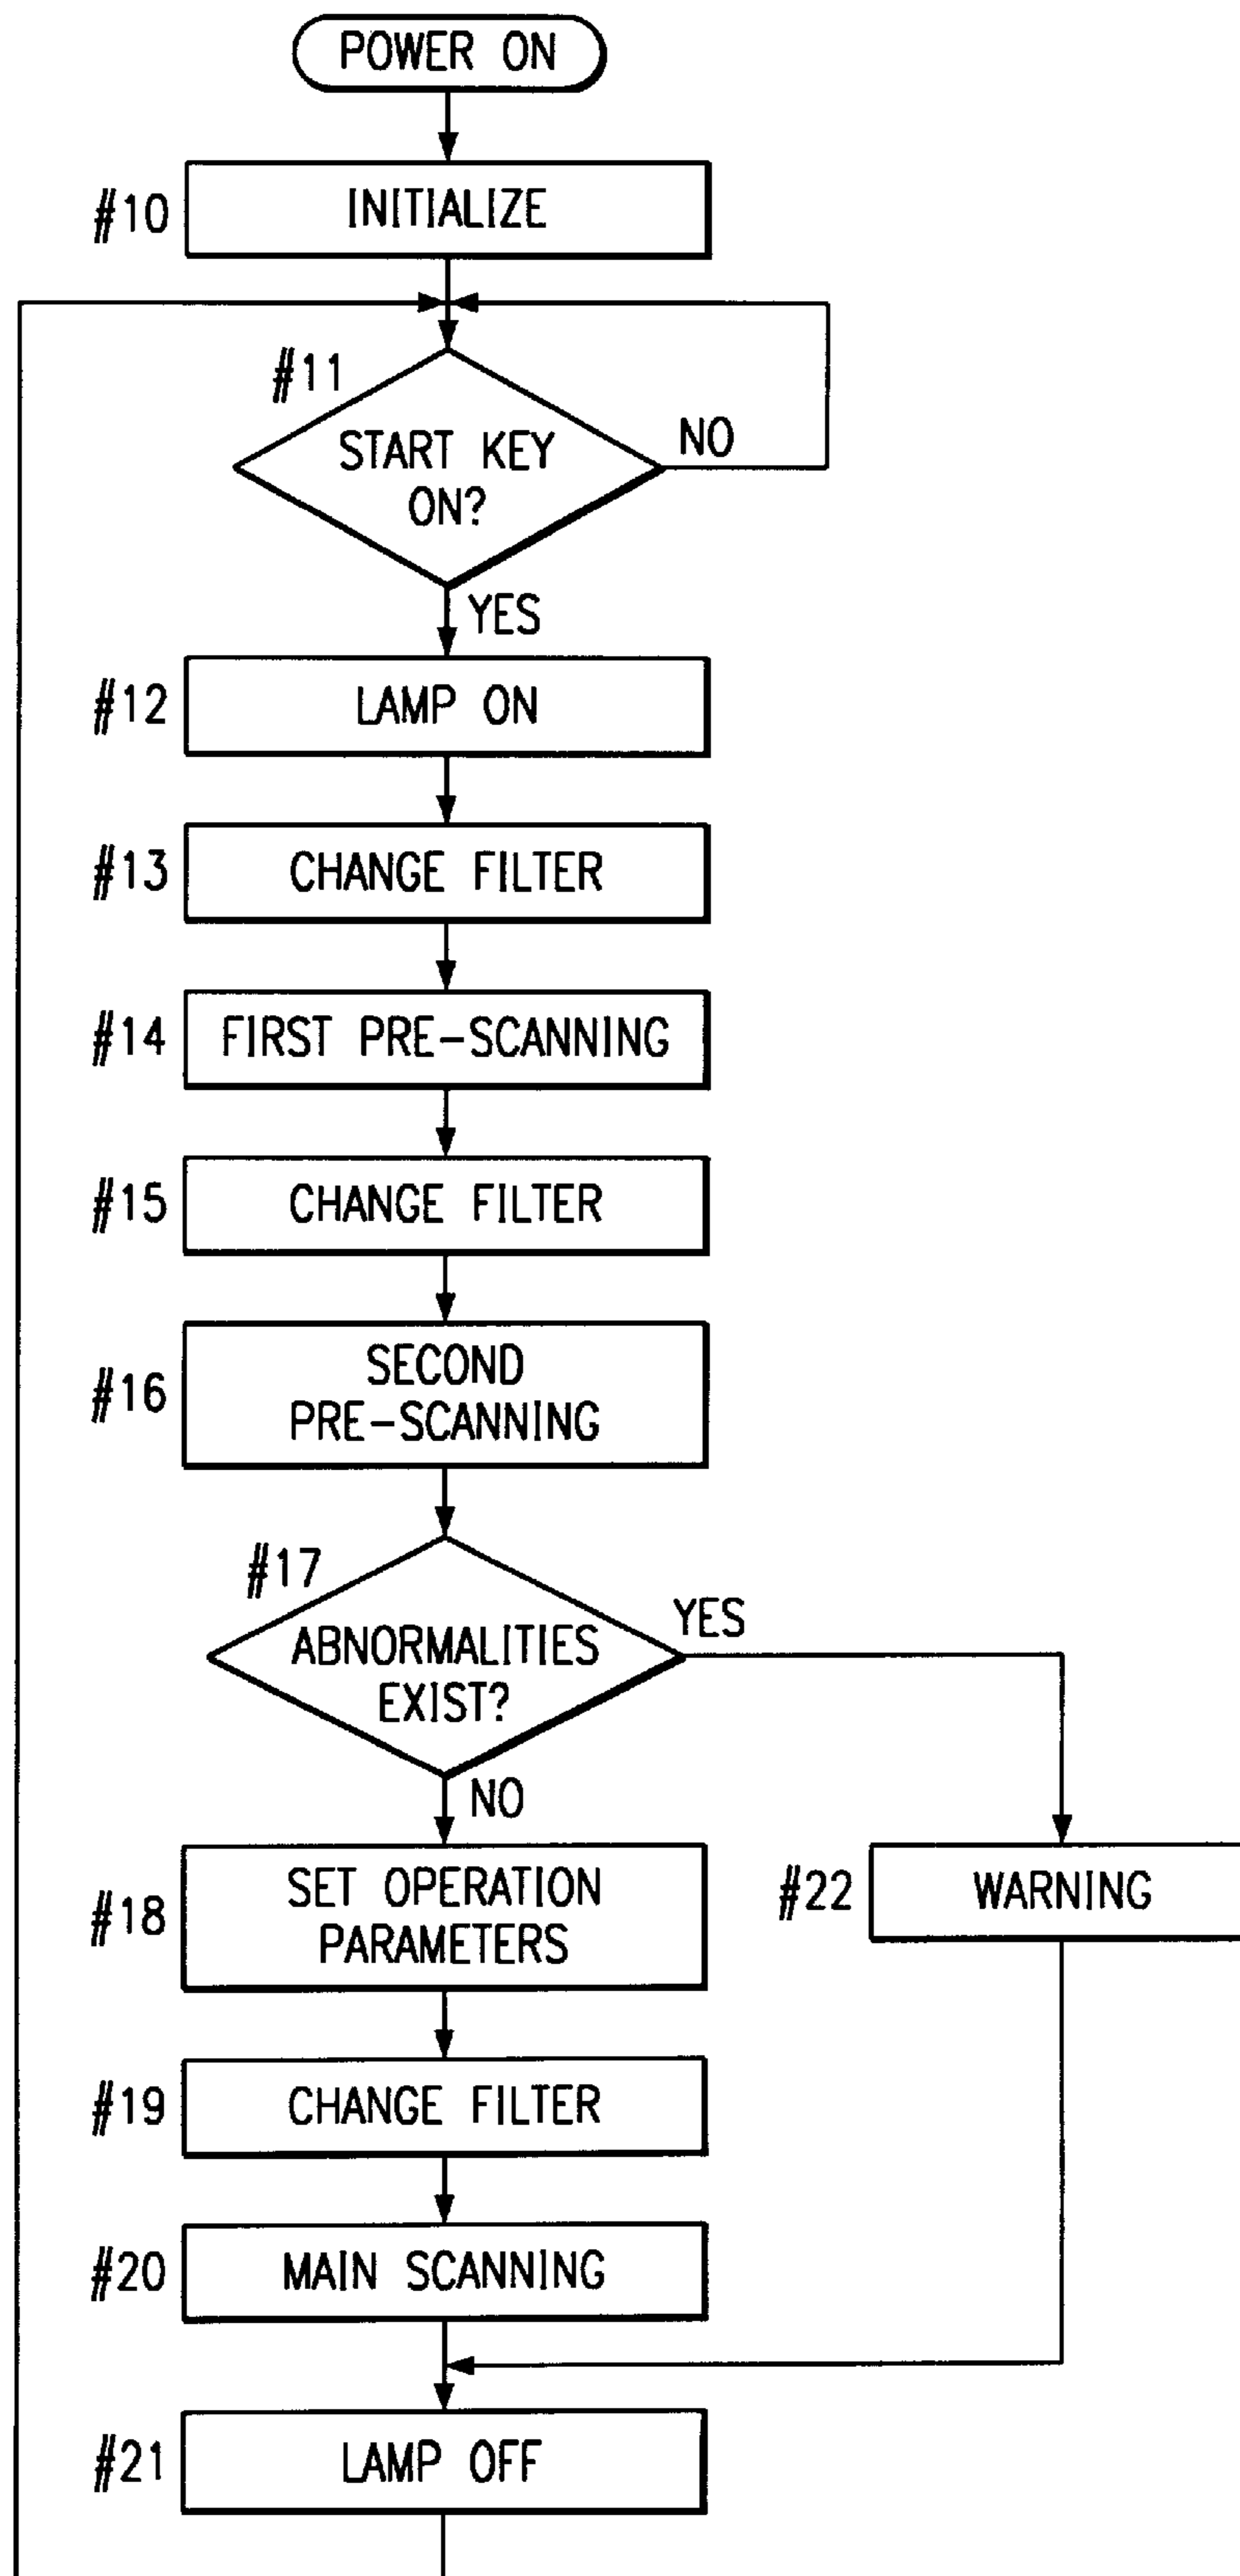 POWER ON
#10
INITIALIZE
#11
START KEY
ON?
NO
YES
#12
LAMP ON
#13
CHANGE FILTER
#14
FIRST PRE-SCANNING
#15
CHANGE FILTER
#16
SECOND
PRE-SCANNING
#17
ABNORMALITIES
EXIST?
YES
NO
#18
SET OPERATION
PARAMETERS
#22
WARNING
#19
CHANGE FILTER
#20
MAIN SCANNING
#21
LAMP OFF